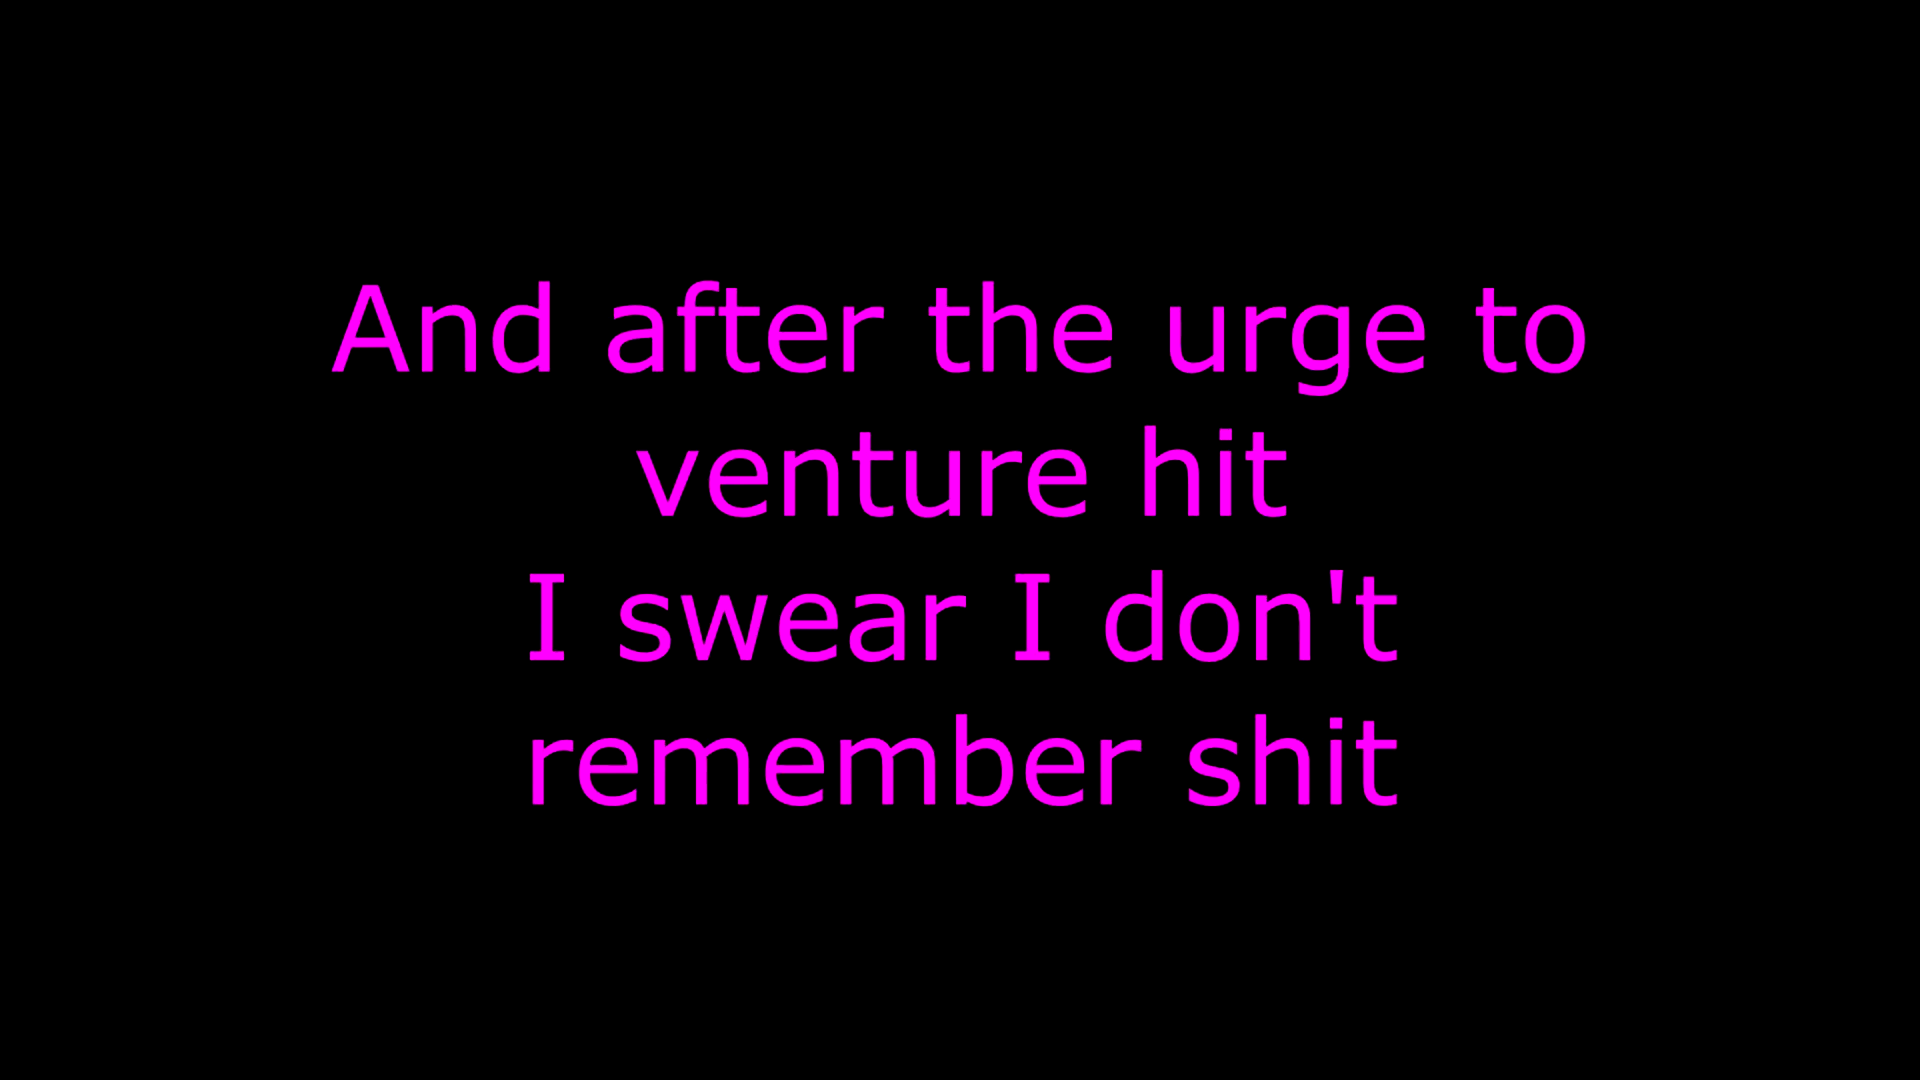 And after the urge to
venture hit
I swear I don't
remember shit